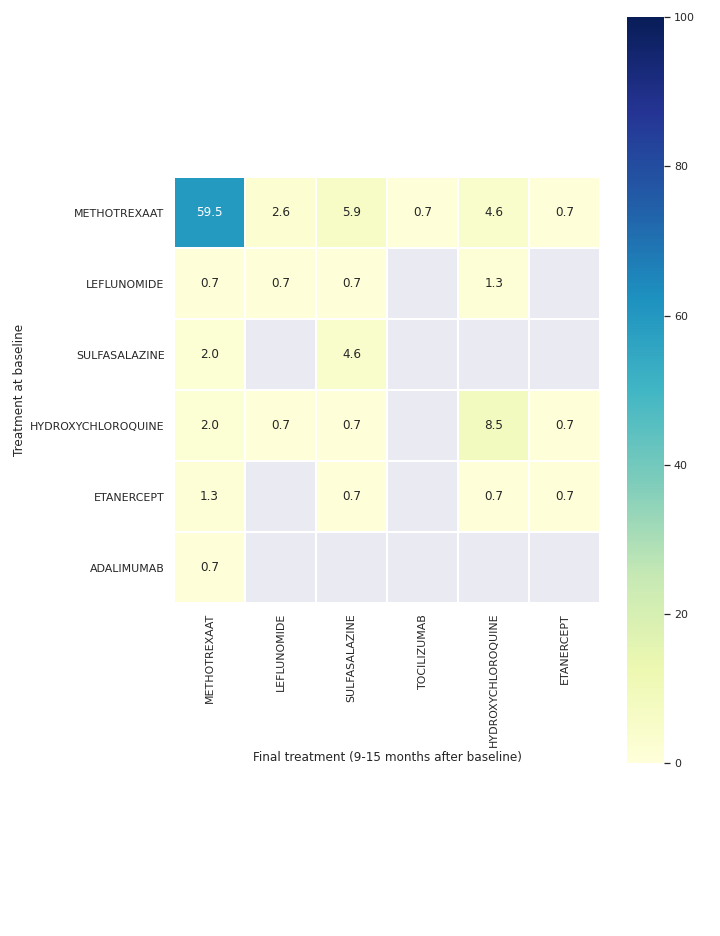 100
80
60
40
20
0
Treatment at baseline
METHOTREXAAT 59.5 2.6 5.9 0.7 4.6 0.7
LEFLUNOMIDE 0.7 0.7 0.7 1.3
SULFASALAZINE 2.0 4.6
HYDROXYCHLOROQUINE 2.0 0.7 0.7 8.5 0.7
ETANERCEPT 1.3 0.7 0.7 0.7
ADALIMUMAB 0.7
METHOTREXAAT
LEFLUNOMIDE
SULFASALAZINE
TOCILIZUMAB
HYDROXYCHLOROQUINE
ETANERCEPT
Final treatment (9-15 months after baseline)